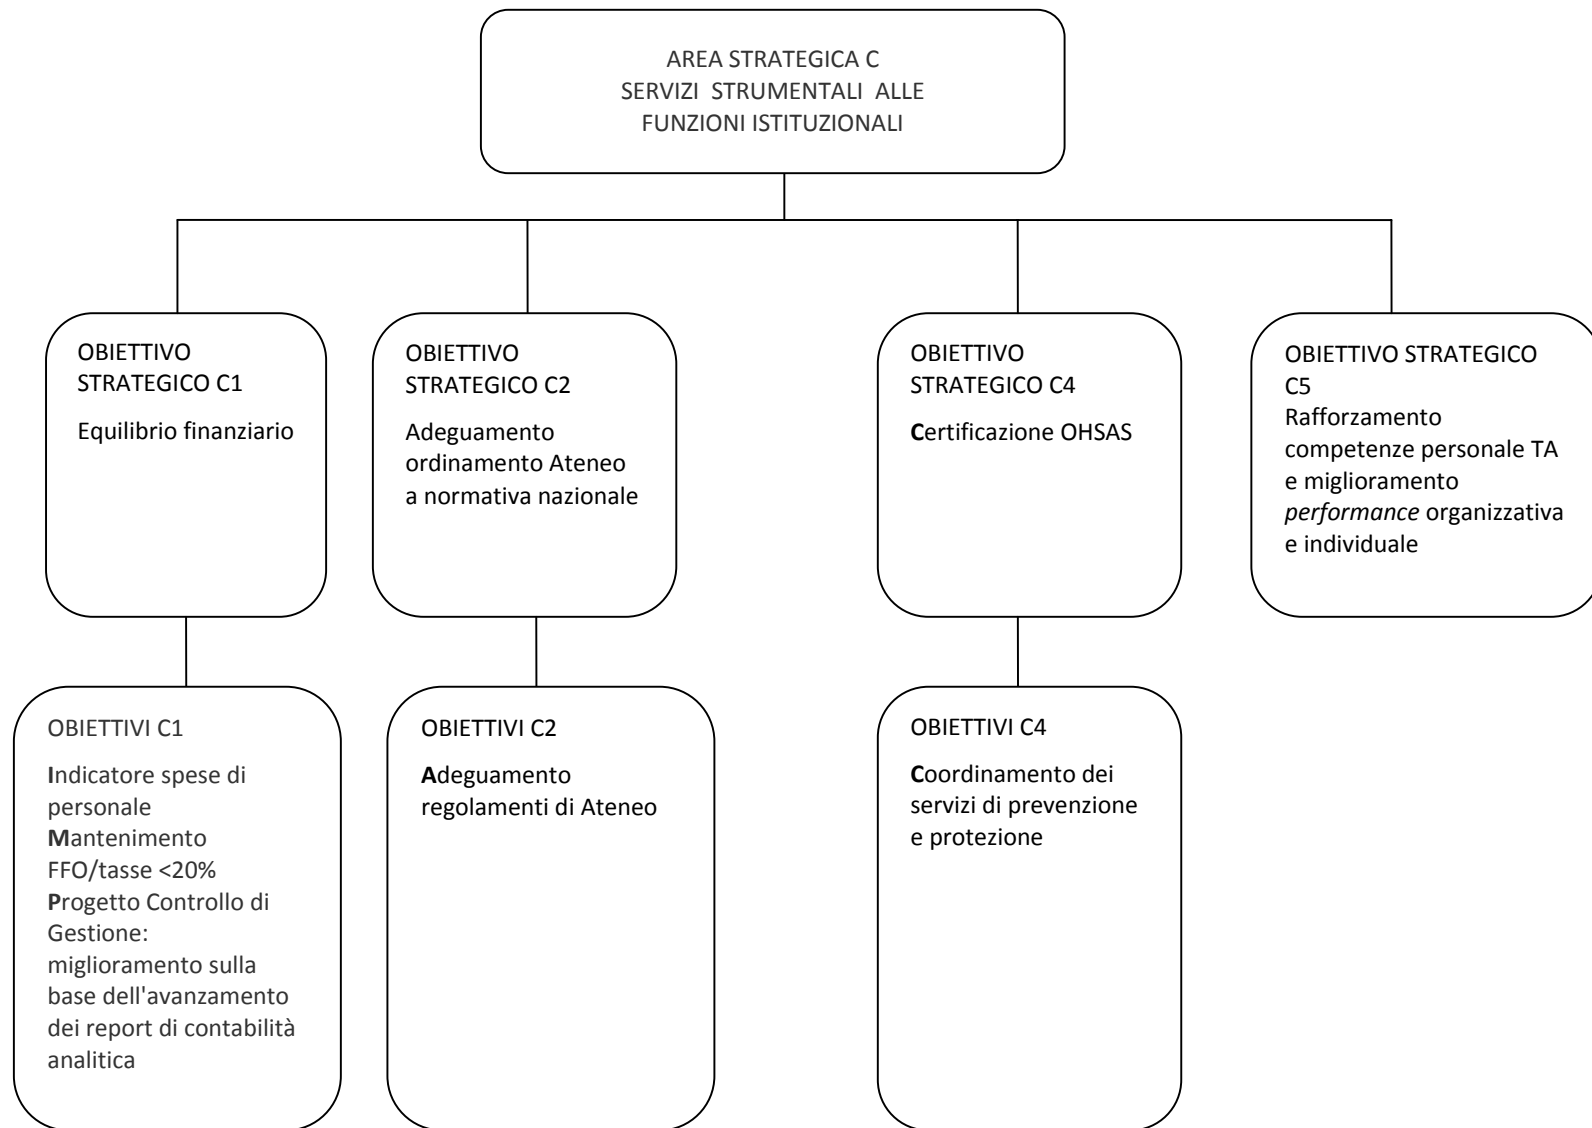 AREA STRATEGICA C
SERVIZI STRUMENTALI ALLE
FUNZIONI ISTITUZIONALI
OBIETTIVO
STRATEGICO C1
Equilibrio finanziario
OBIETTIVO
STRATEGICO C2
Adeguamento
ordinamento Ateneo
a normativa nazionale
OBIETTIVO
STRATEGICO C4
Certificazione OHSAS
OBIETTIVO STRATEGICO
C5
Rafforzamento
competenze personale TA
e miglioramento
performance organizzativa
e individuale
OBIETTIVI C1
Indicatore spese di
personale
Mantenimento
FFO/tasse <20%
Progetto Controllo di
Gestione:
miglioramento sulla
base dell'avanzamento
dei report di contabilità
analitica
OBIETTIVI C2
Adeguamento
regolamenti di Ateneo
OBIETTIVI C4
Coordinamento dei
servizi di prevenzione
e protezione